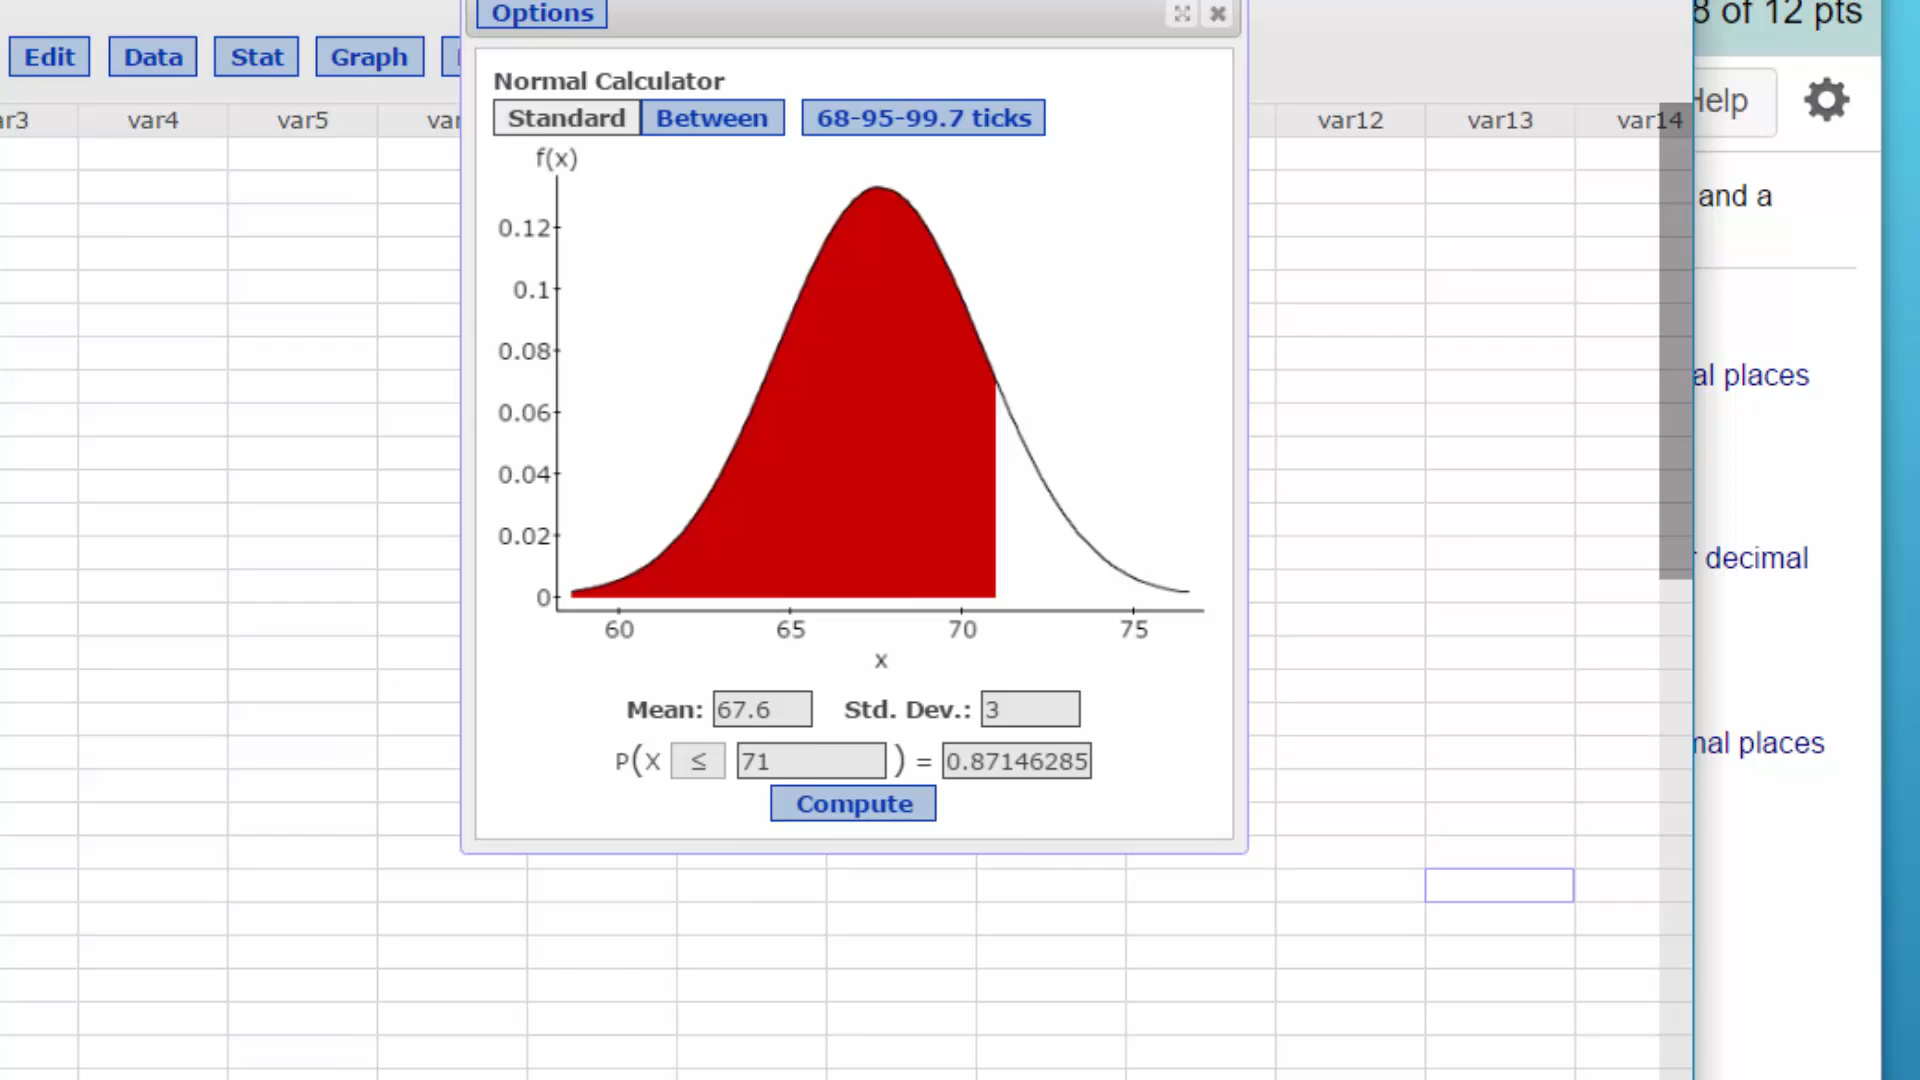 Options
8 of 12 pts
Edit Data Stat Graph
Normal Calculator
Help
Standard Between 68-95-99.7 ticks
var4 var5 var12 var13 var14
f(x)
and a
0.12
0.1
0.08
al places
0.06
0.04
0.02
decimal
0
60 65 70 75
x
Mean: 67.6 Std. Dev.: 3
nal places
P(X ≤ 71 ) = 0.87146285
Compute